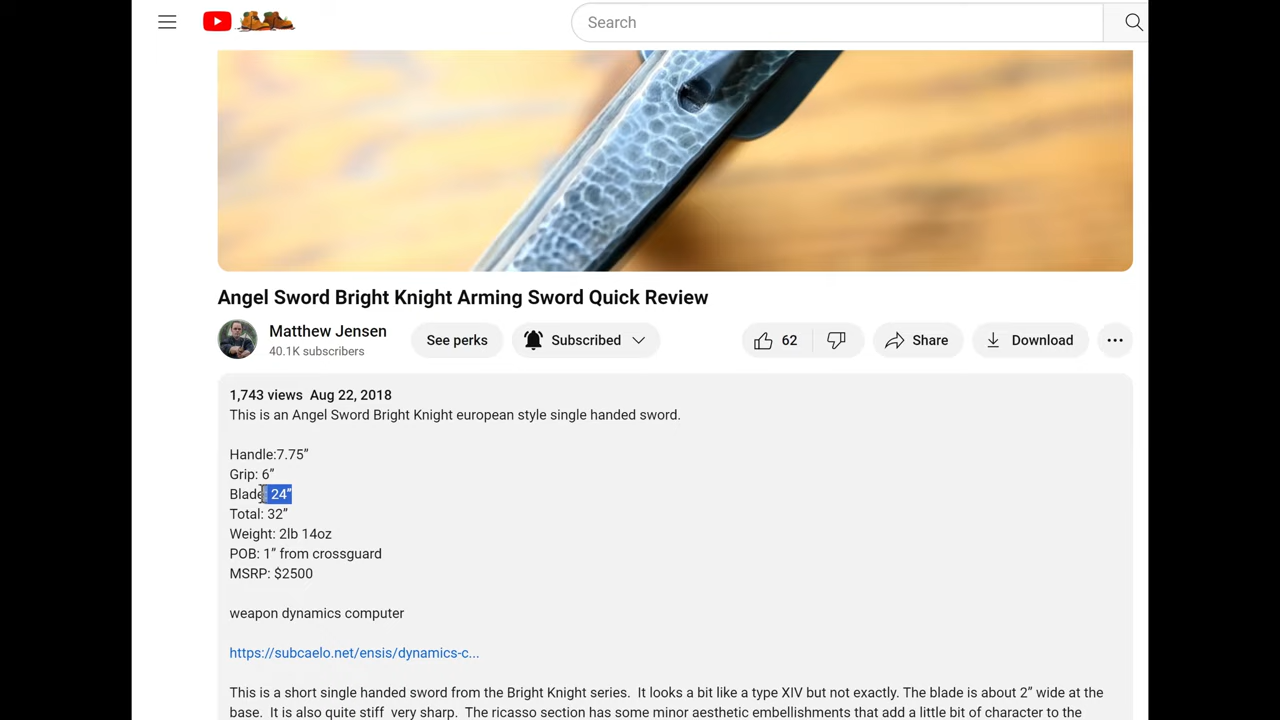 Search
Angel Sword Bright Knight Arming Sword Quick Review
Matthew Jensen
40.1K subscribers
See perks
Subscribed
62
Share
Download
1,743 views Aug 22, 2018
This is an Angel Sword Bright Knight european style single handed sword.
Handle:7.75”
Grip: 6”
Blade: 24”
Total: 32”
Weight: 2lb 14oz
POB: 1” from crossguard
MSRP: $2500
weapon dynamics computer
https://subcaelo.net/ensis/dynamics-c...
This is a short single handed sword from the Bright Knight series. It looks a bit like a type XIV but not exactly. The blade is about 2” wide at the
base. It is also quite stiff very sharp. The ricasso section has some minor aesthetic embellishments that add a little bit of character to the